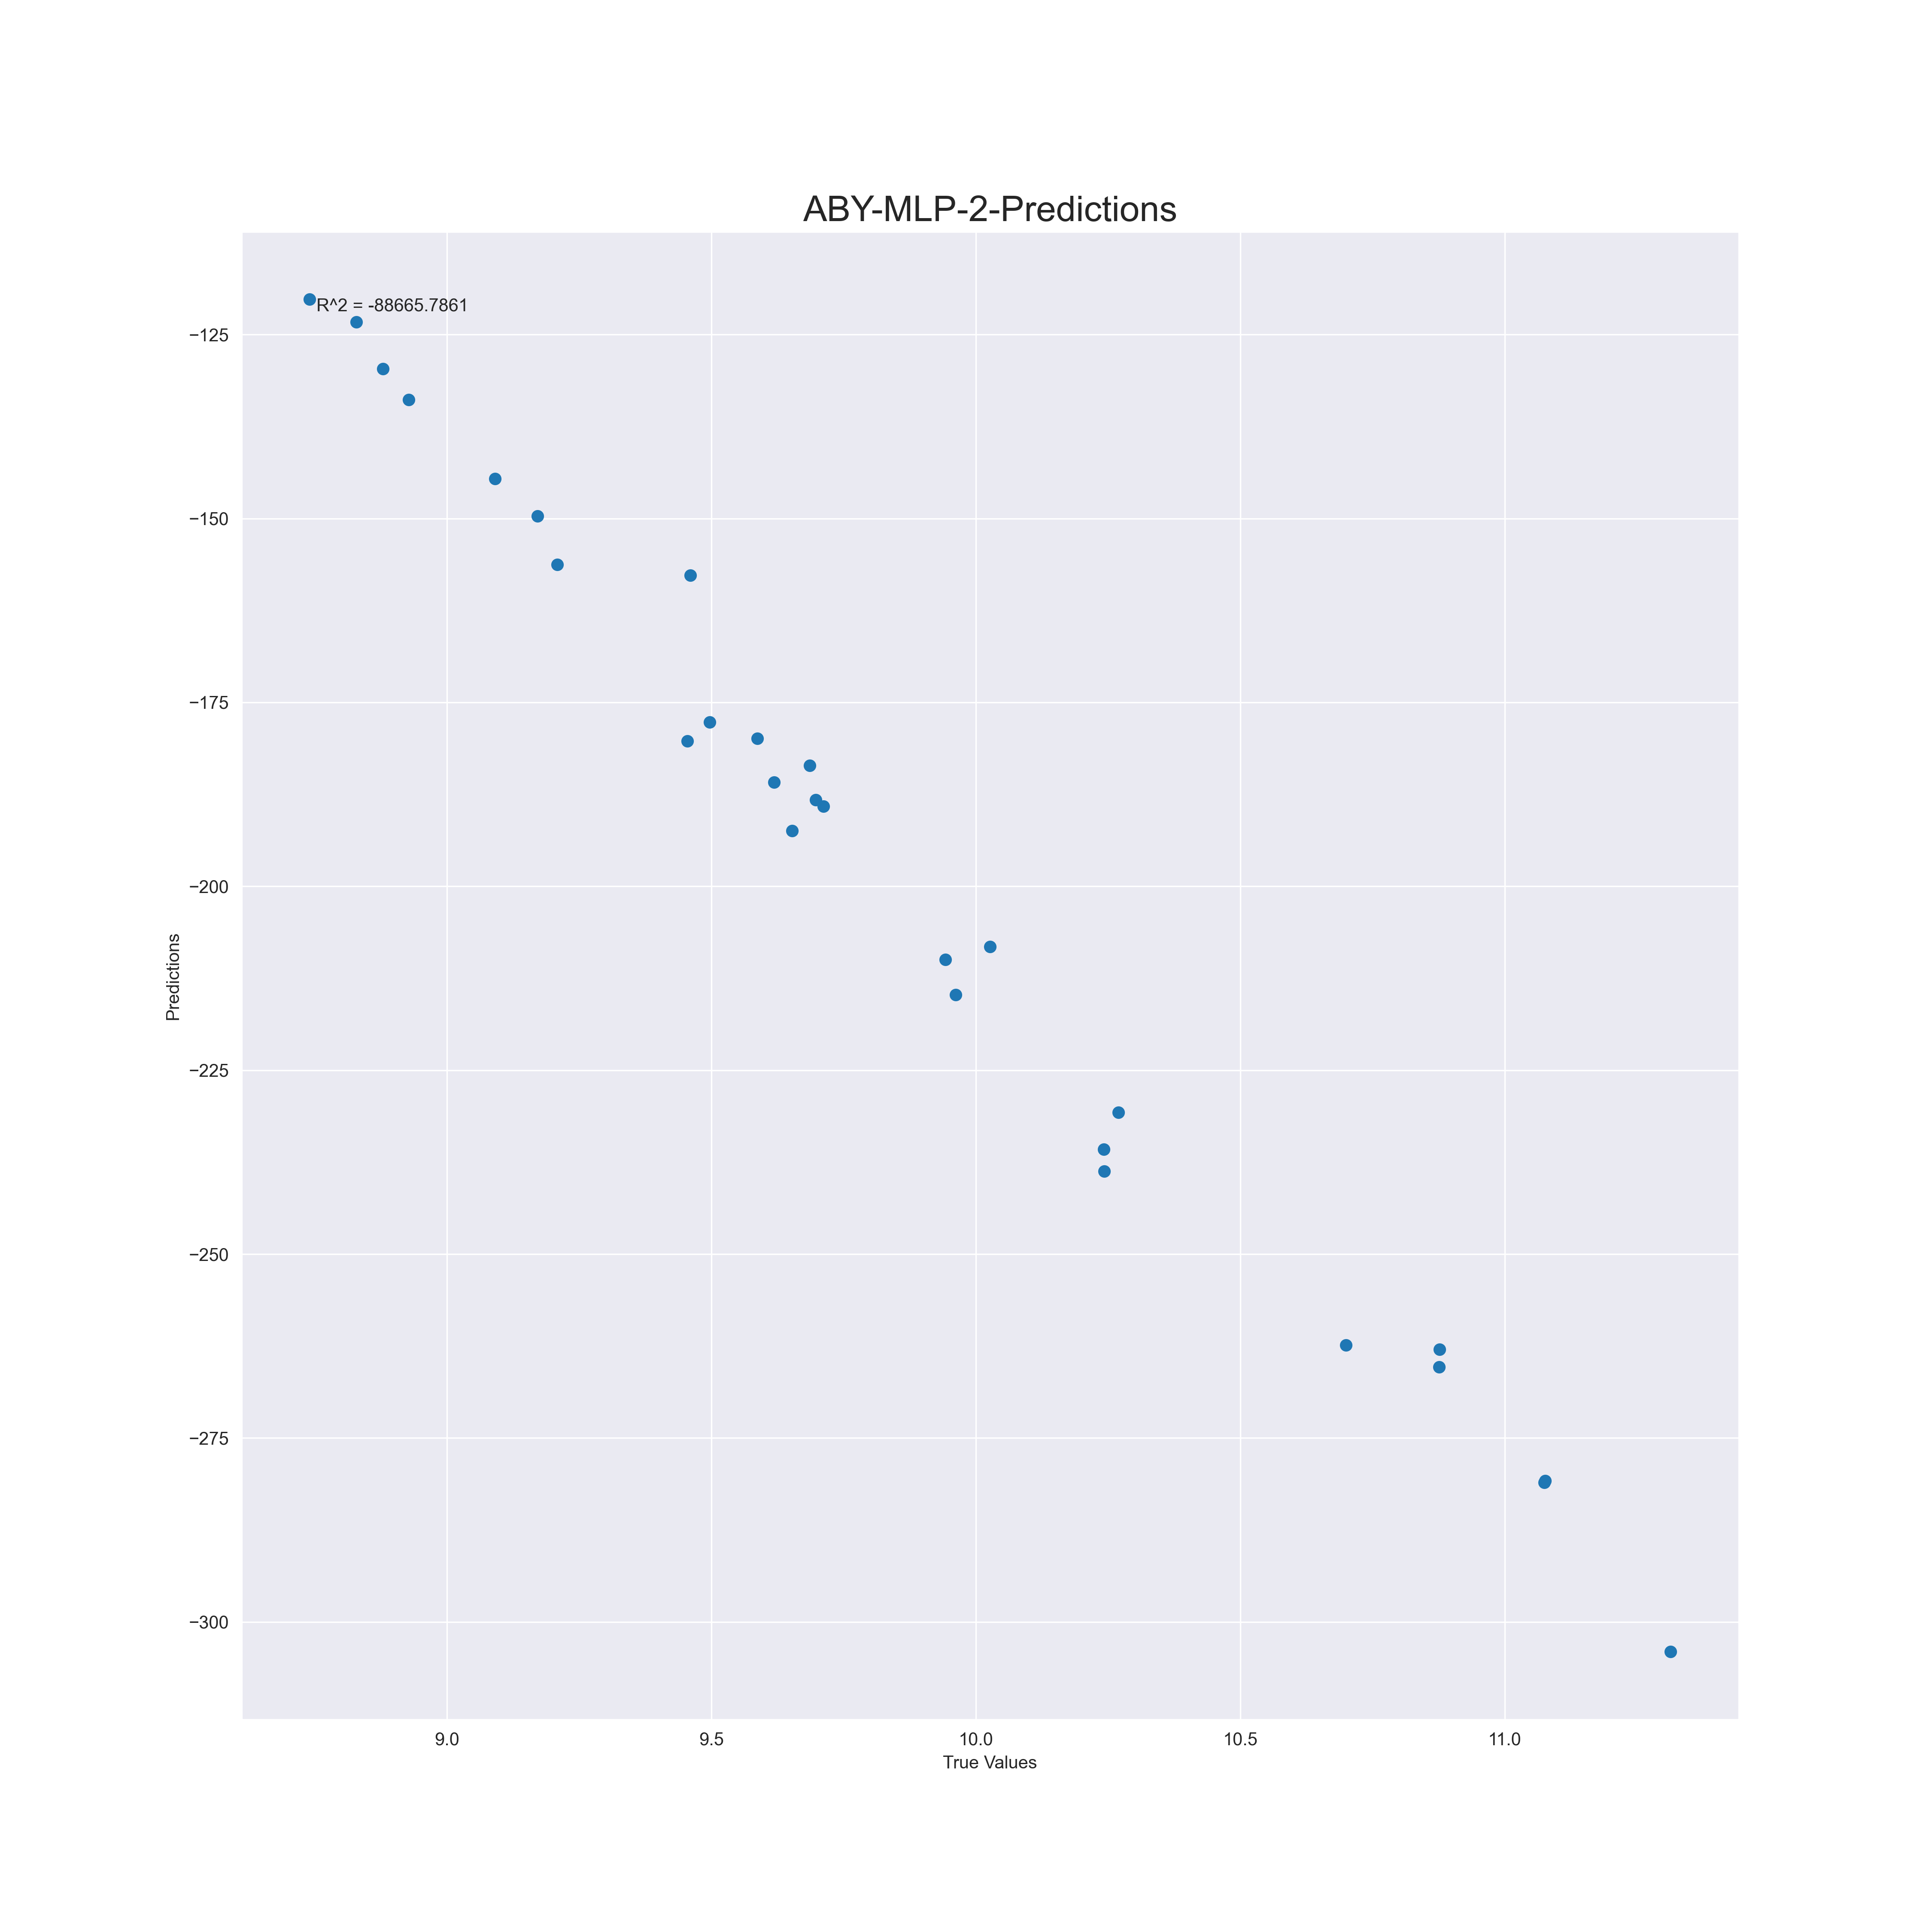 ABY-MLP-2-Predictions
R^2 = -88665.7861
−125
−150
−175
−200
−225
−250
−275
−300
Predictions
9.0 9.5 10.0 10.5 11.0
True Values